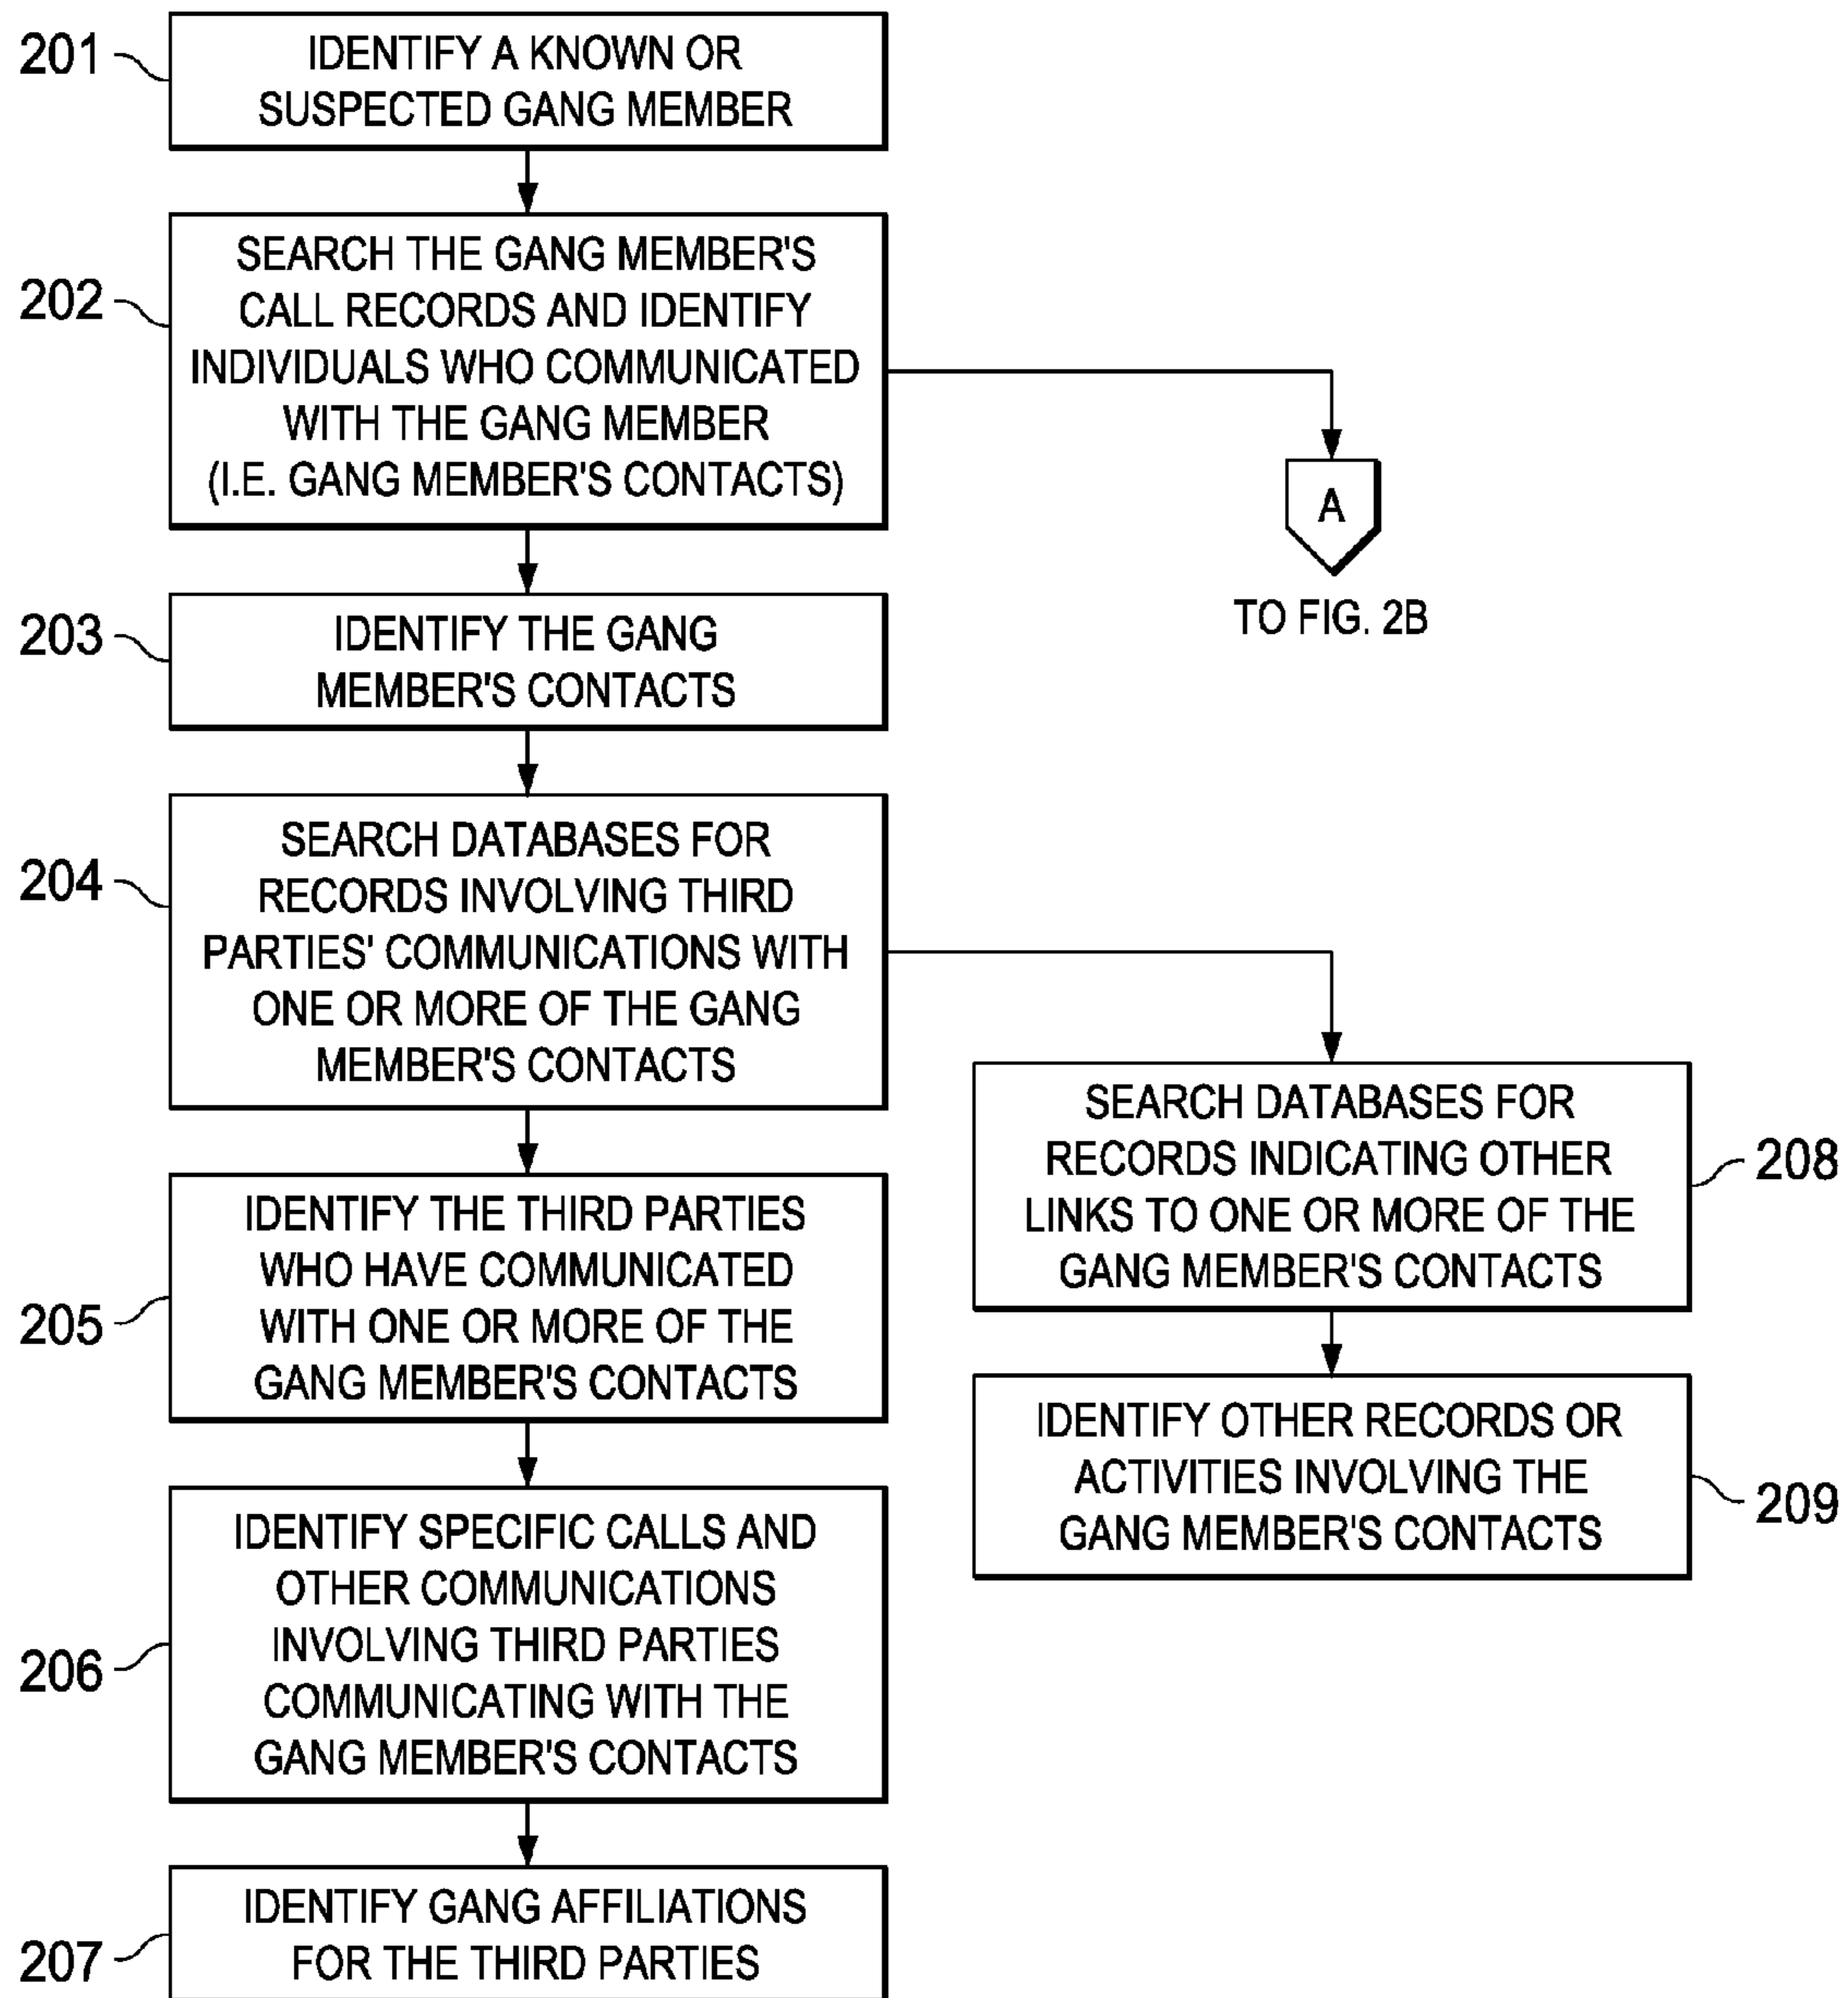 201
IDENTIFY A KNOWN OR
SUSPECTED GANG MEMBER
202
SEARCH THE GANG MEMBER'S
CALL RECORDS AND IDENTIFY
INDIVIDUALS WHO COMMUNICATED
WITH THE GANG MEMBER
(I.E. GANG MEMBER'S CONTACTS)
A
TO FIG. 2B
203
IDENTIFY THE GANG
MEMBER'S CONTACTS
204
SEARCH DATABASES FOR
RECORDS INVOLVING THIRD
PARTIES' COMMUNICATIONS WITH
ONE OR MORE OF THE GANG
MEMBER'S CONTACTS
205
IDENTIFY THE THIRD PARTIES
WHO HAVE COMMUNICATED
WITH ONE OR MORE OF THE
GANG MEMBER'S CONTACTS
206
IDENTIFY SPECIFIC CALLS AND
OTHER COMMUNICATIONS
INVOLVING THIRD PARTIES
COMMUNICATING WITH THE
GANG MEMBER'S CONTACTS
207
IDENTIFY GANG AFFILIATIONS
FOR THE THIRD PARTIES
SEARCH DATABASES FOR
RECORDS INDICATING OTHER
LINKS TO ONE OR MORE OF THE
GANG MEMBER'S CONTACTS
208
IDENTIFY OTHER RECORDS OR
ACTIVITIES INVOLVING THE
GANG MEMBER'S CONTACTS
209